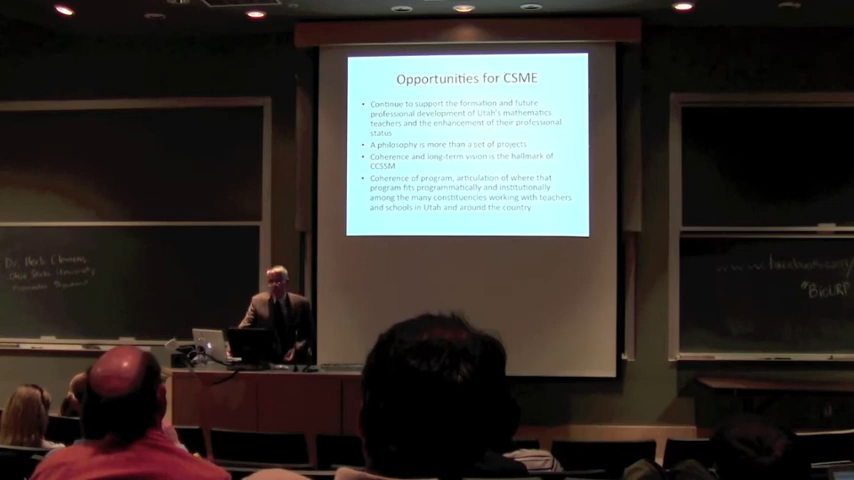 Opportunities for CSME
• Continue to support the formation and future
professional development of Utah's mathematics
teachers and the enhancement of their professional
status
• A philosophy is more than a set of projects
• Coherence and long-term vision is the hallmark of
CCSSM
• Coherence of program, articulation of where that
program fits programmatically and institutionally
among the many constituencies working with teachers
and schools in Utah and around the country
Dr. Herb Clemens
Ohio State University